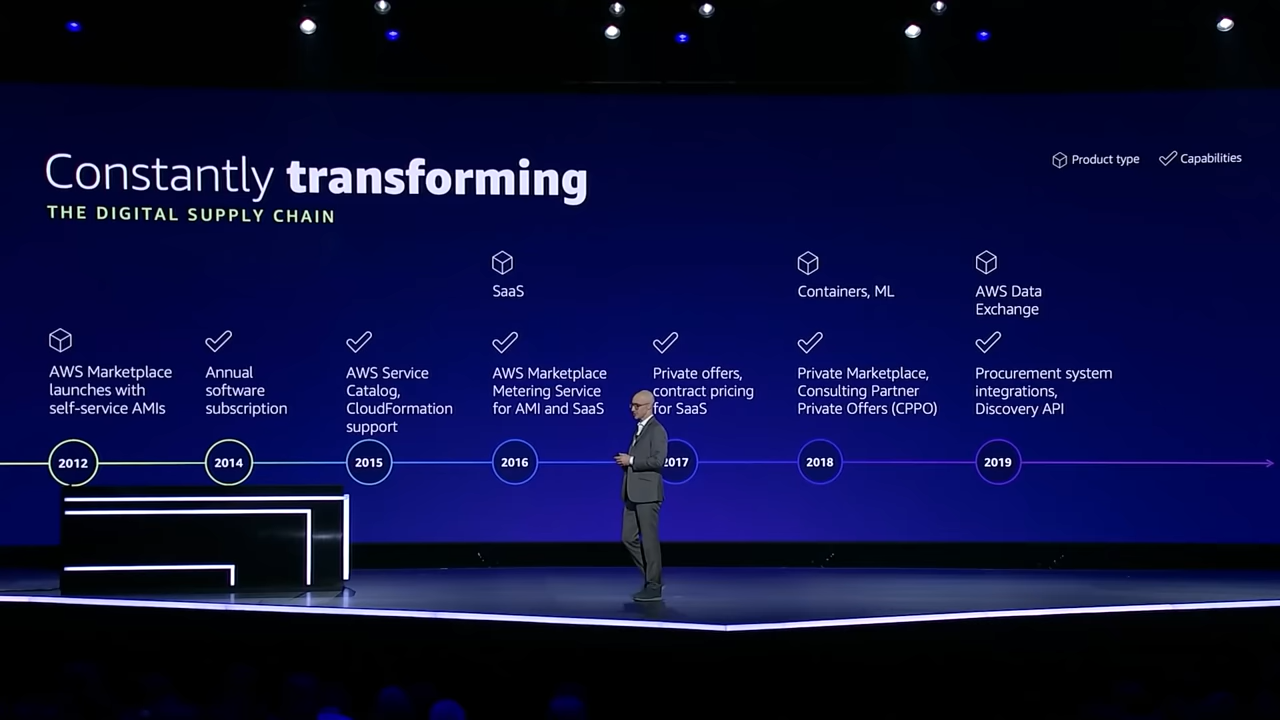 Constantly transforming
THE DIGITAL SUPPLY CHAIN
Product type
Capabilities
SaaS
Containers, ML
AWS Data
Exchange
AWS Marketplace
launches with
self-service AMIs
Annual
software
subscription
AWS Service
Catalog,
CloudFormation
support
AWS Marketplace
Metering Service
for AMI and SaaS
Private offers,
contract pricing
for SaaS
Private Marketplace,
Consulting Partner
Private Offers (CPPO)
Procurement system
integrations,
Discovery API
2012
2014
2015
2016
2017
2018
2019